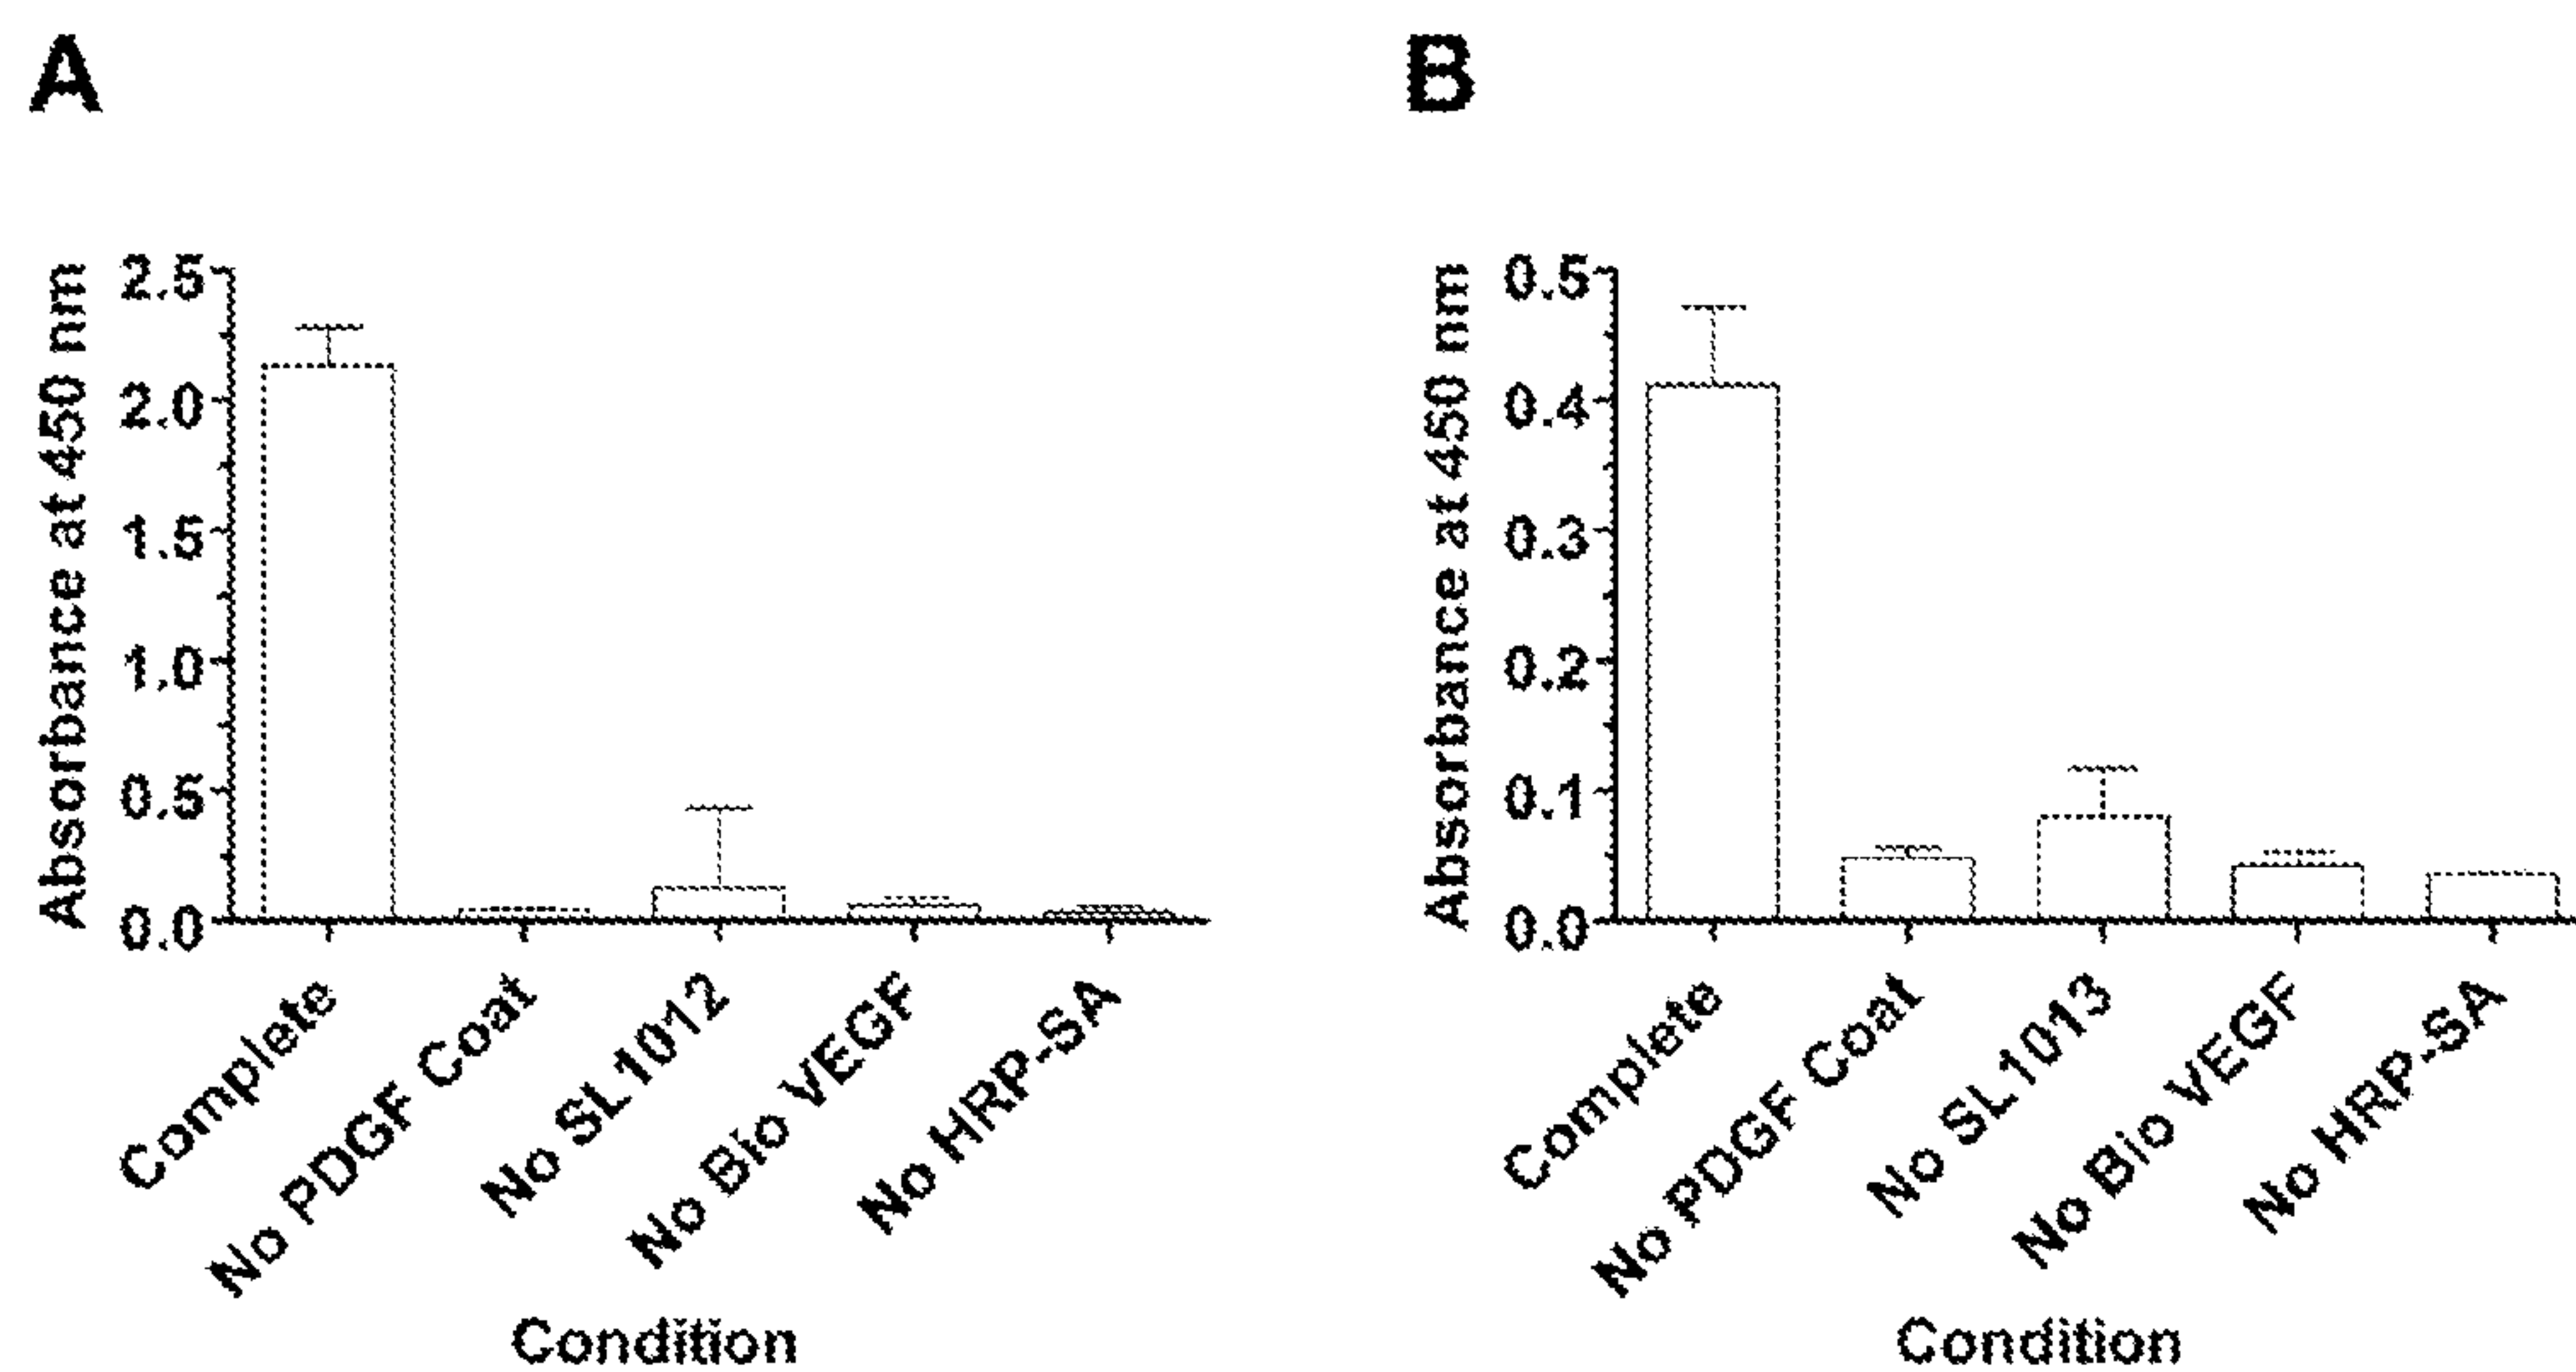 A
B
Absorbance at 450 nm
2.5
2.0
1.5
1.0
0.5
0.0
Complete
No PDGF Coat
No SL1012
No Bio VEGF
No HRP-SA
Condition
Absorbance at 450 nm
0.5
0.4
0.3
0.2
0.1
0.0
Complete
No PDGF Coat
No SL1013
No Bio VEGF
No HRP-SA
Condition